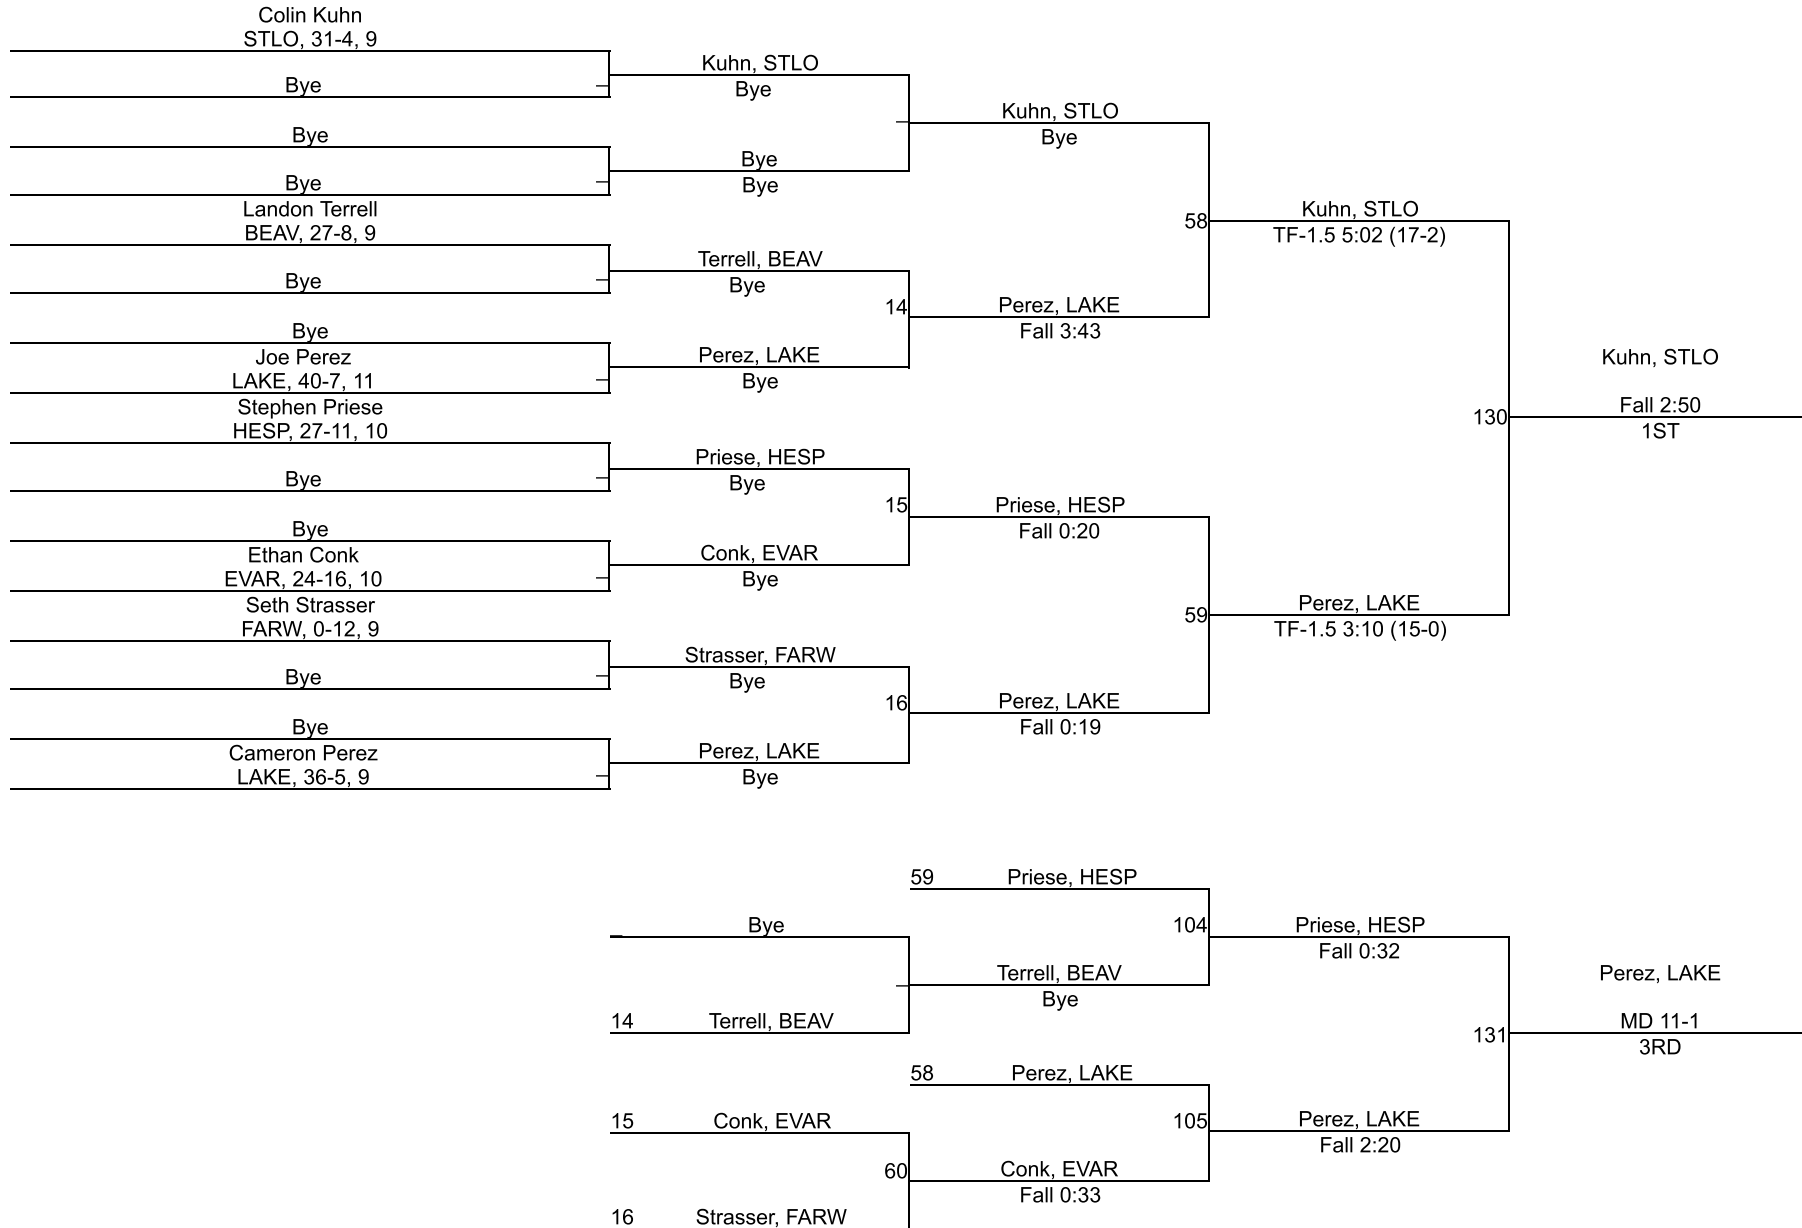 Colin Kuhn
STLO, 31-4, 9
Bye
Bye
Bye
Landon Terrell
BEAV, 27-8, 9
Bye
Bye
Joe Perez
LAKE, 40-7, 11
Stephen Priese
HESP, 27-11, 10
Bye
Bye
Ethan Conk
EVAR, 24-16, 10
Seth Strasser
FARW, 0-12, 9
Bye
Bye
Cameron Perez
LAKE, 36-5, 9
Kuhn, STLO
Bye
Bye
Bye
Terrell, BEAV
Bye
14
Perez, LAKE
Bye
Priese, HESP
Bye
15
Conk, EVAR
Bye
Strasser, FARW
Bye
16
Perez, LAKE
Bye
Kuhn, STLO
Bye
58
Perez, LAKE
Fall 3:43
Priese, HESP
Fall 0:20
59
Perez, LAKE
Fall 0:19
Kuhn, STLO
TF-1.5 5:02 (17-2)
130
Perez, LAKE
TF-1.5 3:10 (15-0)
Kuhn, STLO
Fall 2:50
1ST
Bye
14 Terrell, BEAV
15 Conk, EVAR
60
16 Strasser, FARW
59 Priese, HESP
104
Terrell, BEAV
Bye
58 Perez, LAKE
105
Conk, EVAR
Fall 0:33
Priese, HESP
Fall 0:32
131
Perez, LAKE
Fall 2:20
Perez, LAKE
MD 11-1
3RD